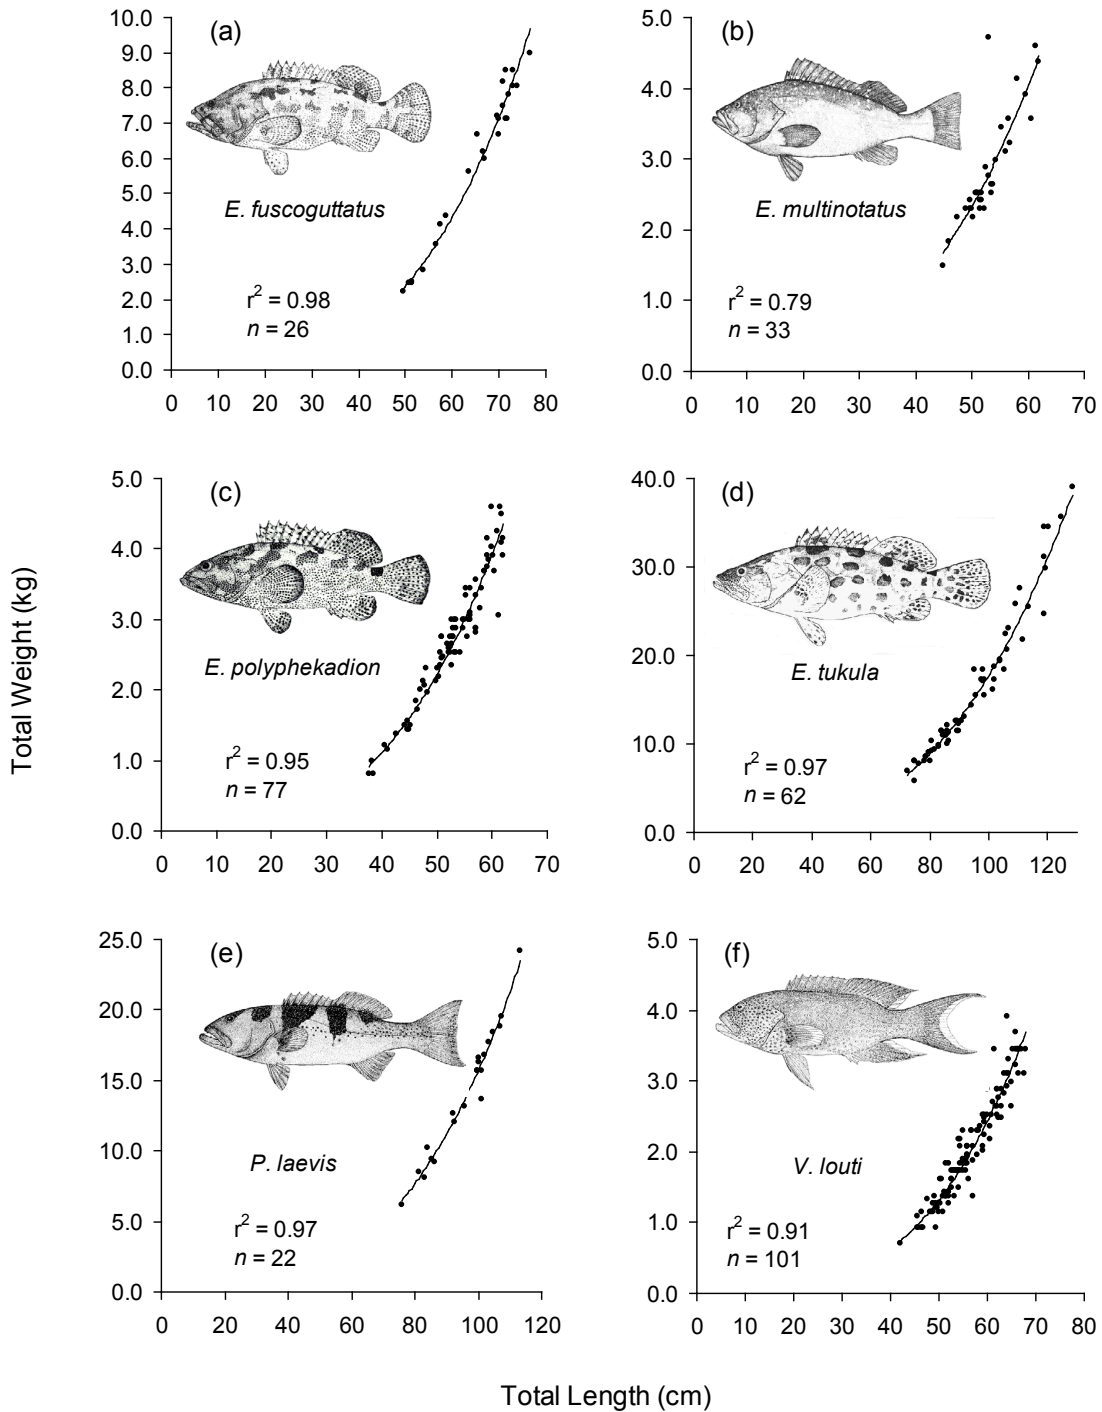 10.0
9.0
8.0
7.0
6.0
5.0
4.0
3.0
2.0
1.0
0.0
(a)
E. fuscoguttatus
r² = 0.98
n = 26
0 10 20 30 40 50 60 70 80
5.0
4.0
3.0
2.0
1.0
0.0
(b)
E. multinotatus
r² = 0.79
n = 33
0 10 20 30 40 50 60 70
Total Weight (kg)
5.0
4.0
3.0
2.0
1.0
0.0
(c)
E. polyphekadion
r² = 0.95
n = 77
0 10 20 30 40 50 60 70
40.0
30.0
20.0
10.0
0.0
(d)
E. tukula
r² = 0.97
n = 62
0 20 40 60 80 100 120
25.0
20.0
15.0
10.0
5.0
0.0
(e)
P. laevis
r² = 0.97
n = 22
0 20 40 60 80 100 120
5.0
4.0
3.0
2.0
1.0
0.0
(f)
V. louti
r² = 0.91
n = 101
0 10 20 30 40 50 60 70 80
Total Length (cm)